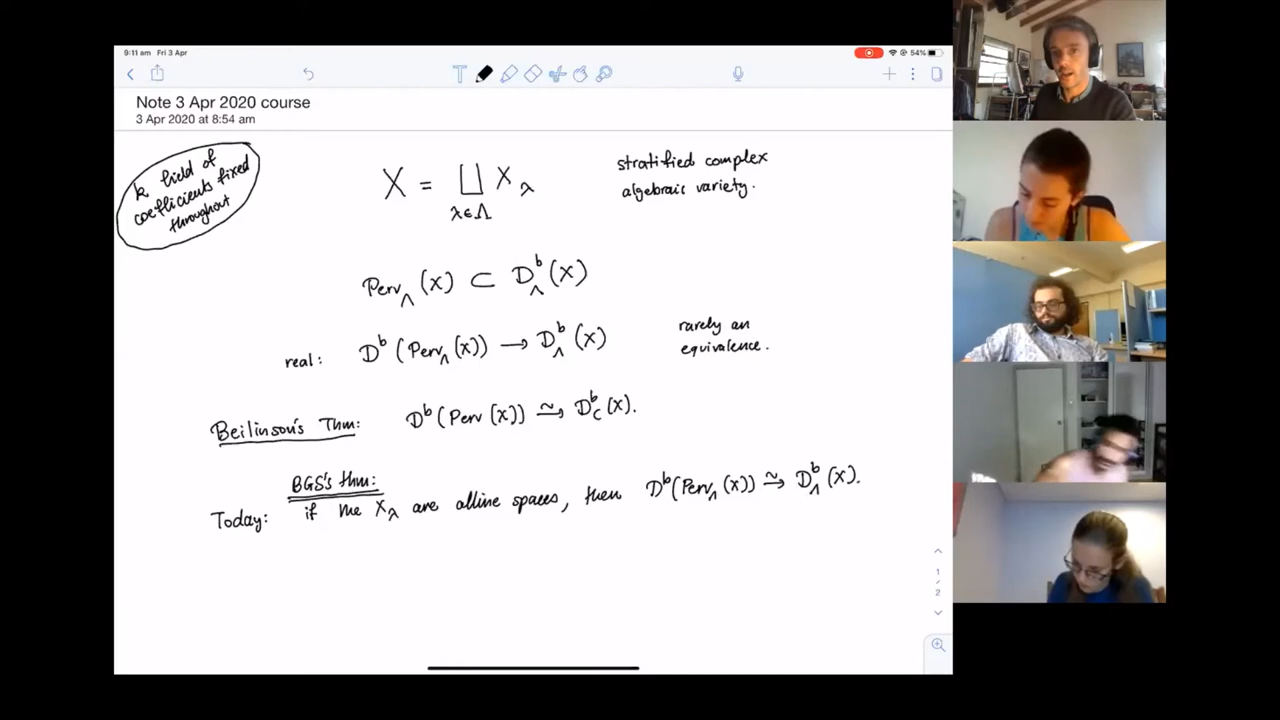 9:11 am Fri 3 Apr
54%
Note 3 Apr 2020 course
3 Apr 2020 at 8:54 am
k field of
coefficients fixed
throughout
X = ∐ X_λ
λ∈Λ
stratified complex
algebraic variety.
Perv_Λ (X) ⊂ D^b_Λ (X)
real: D^b (Perv_Λ (X)) → D^b_Λ (X)
rarely an
equivalence.
Beilinson's Thm: D^b (Perv (X)) ⥲ D^b_c (X).
BGS's thm:
Today: if the X_λ are affine spaces, then D^b (Perv_Λ (X)) ⥲ D^b_Λ (X).
1
/
2